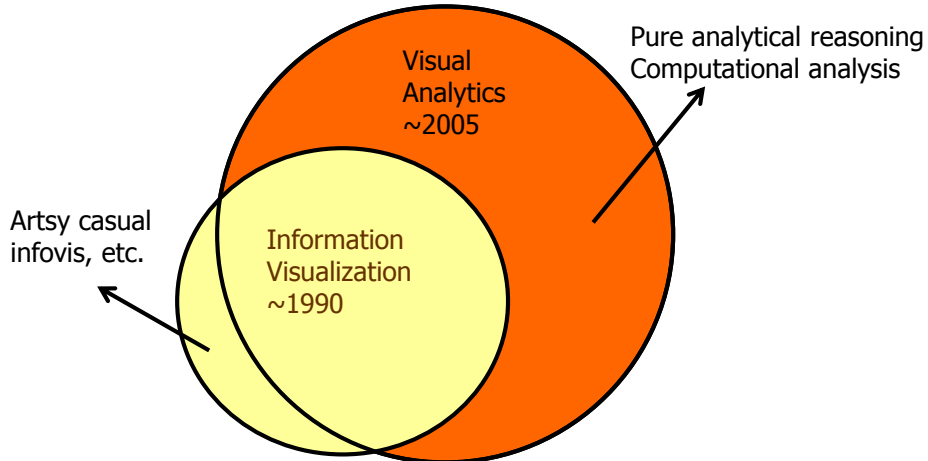 Visual
Analytics
~2005
Pure analytical reasoning
Computational analysis
Artsy casual
infovis, etc.
Information
Visualization
~1990